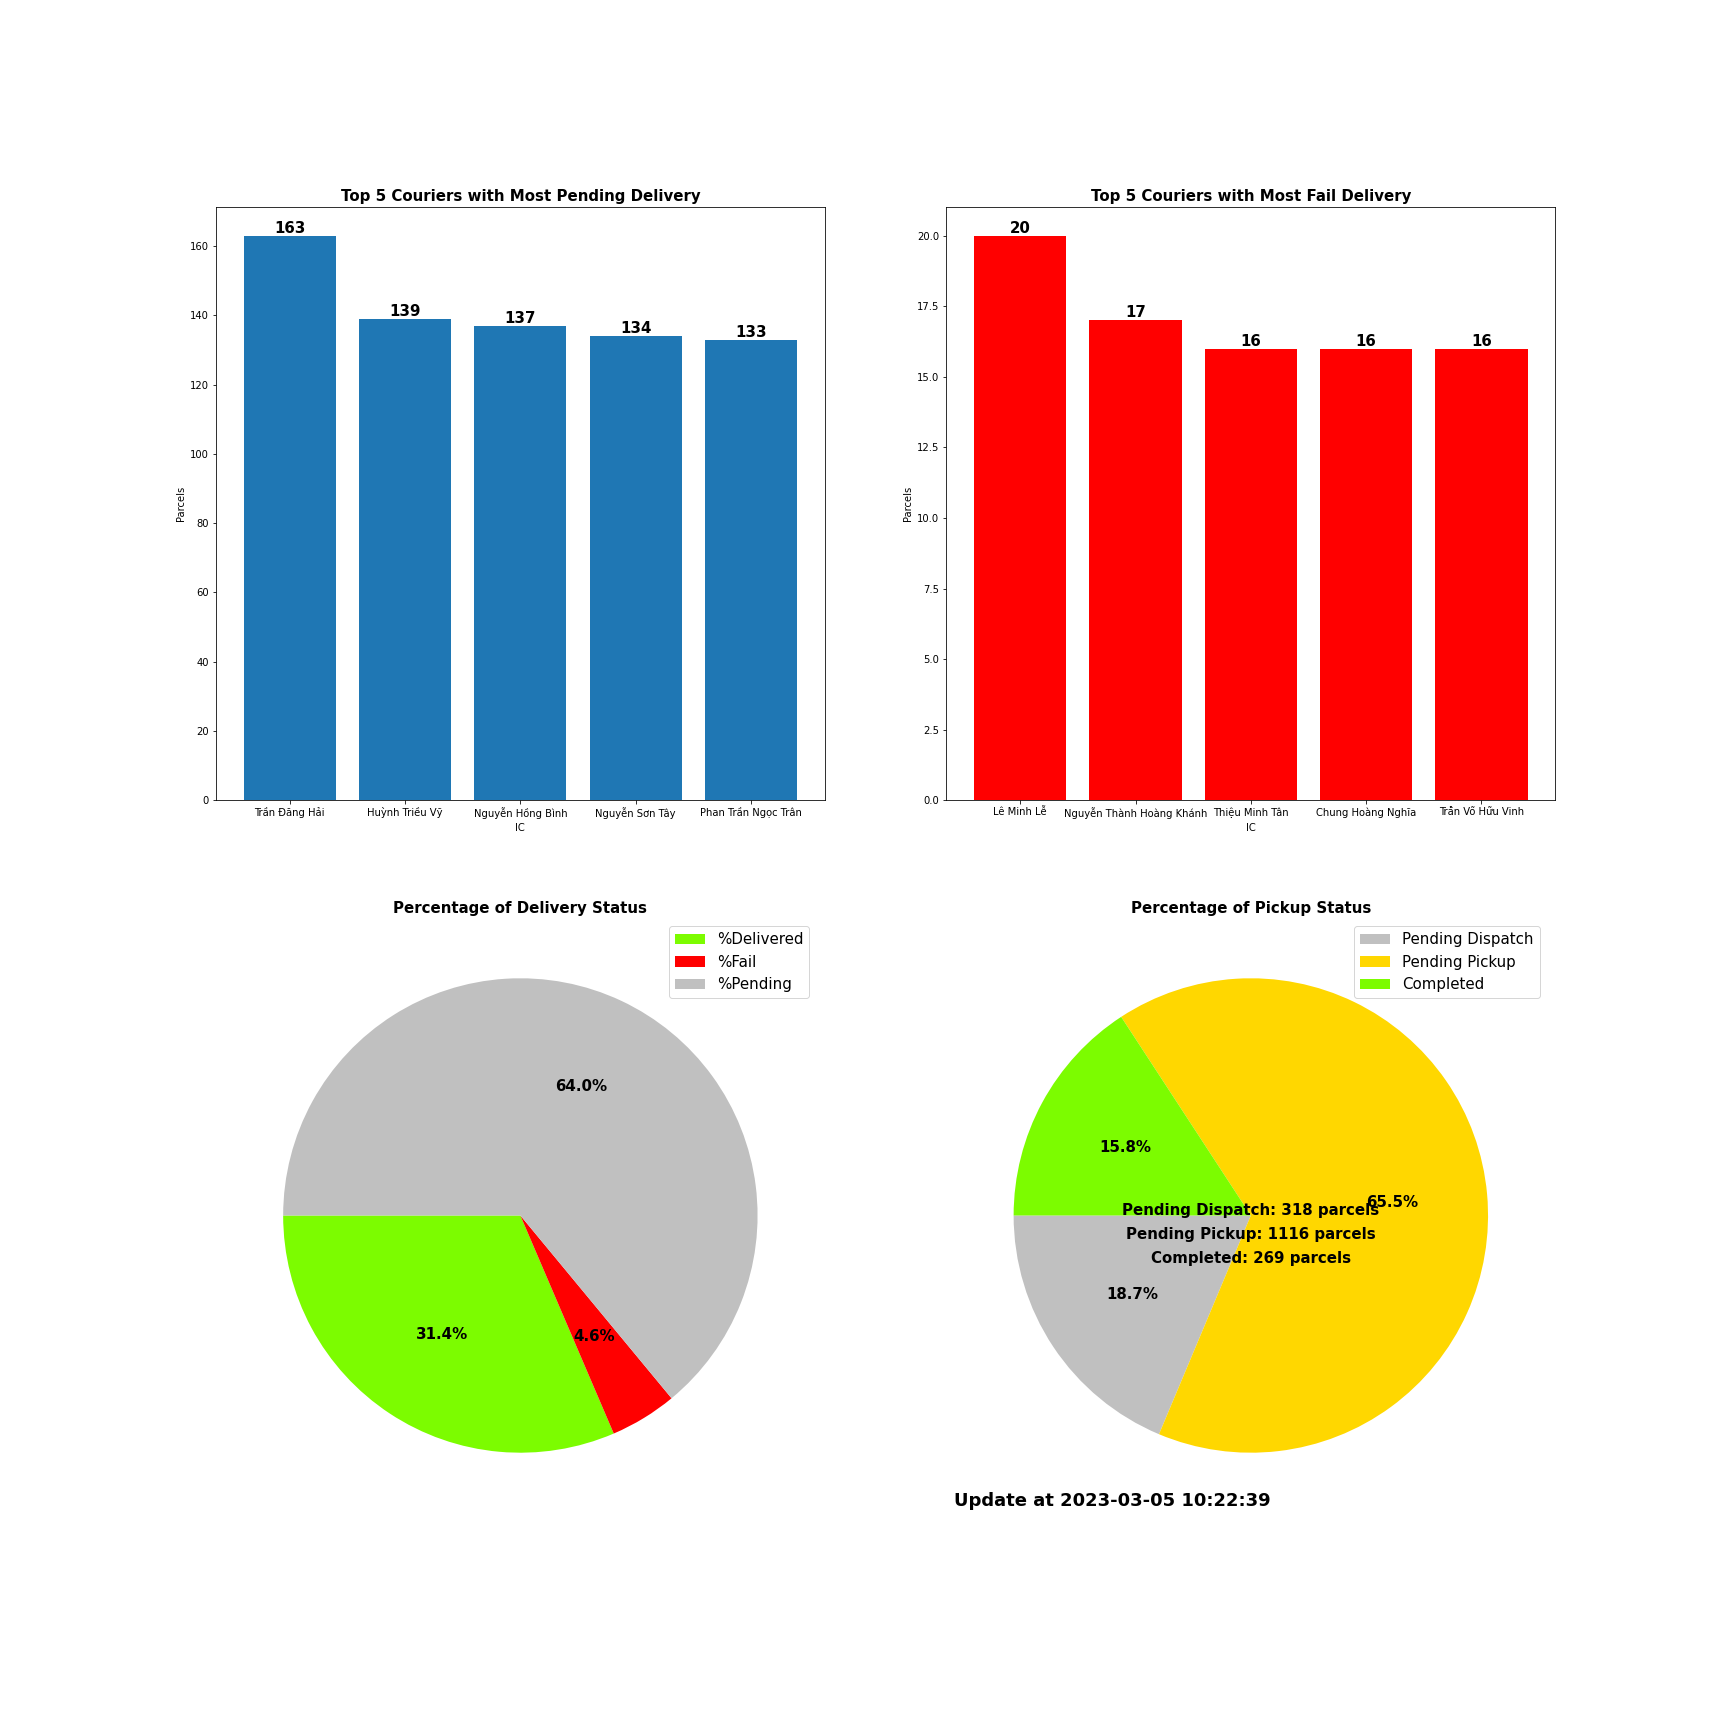 Top 5 Couriers with Most Pending Delivery
163
139
137
134
133
160
140
120
100
80
60
40
20
0
Parcels
Trần Đăng Hải
Huỳnh Triều Vỹ
Nguyễn Hồng Bình
Nguyễn Sơn Tây
Phan Trần Ngọc Trân
IC
Top 5 Couriers with Most Fail Delivery
20
17
16
16
16
20.0
17.5
15.0
12.5
10.0
7.5
5.0
2.5
0.0
Parcels
Lê Minh Lễ
Nguyễn Thành Hoàng Khánh
Thiệu Minh Tân
Chung Hoàng Nghĩa
Trần Võ Hữu Vinh
IC
Percentage of Delivery Status
%Delivered
%Fail
%Pending
64.0%
31.4%
4.6%
Percentage of Pickup Status
Pending Dispatch
Pending Pickup
Completed
15.8%
65.5%
Pending Dispatch: 318 parcels
Pending Pickup: 1116 parcels
Completed: 269 parcels
18.7%
Update at 2023-03-05 10:22:39